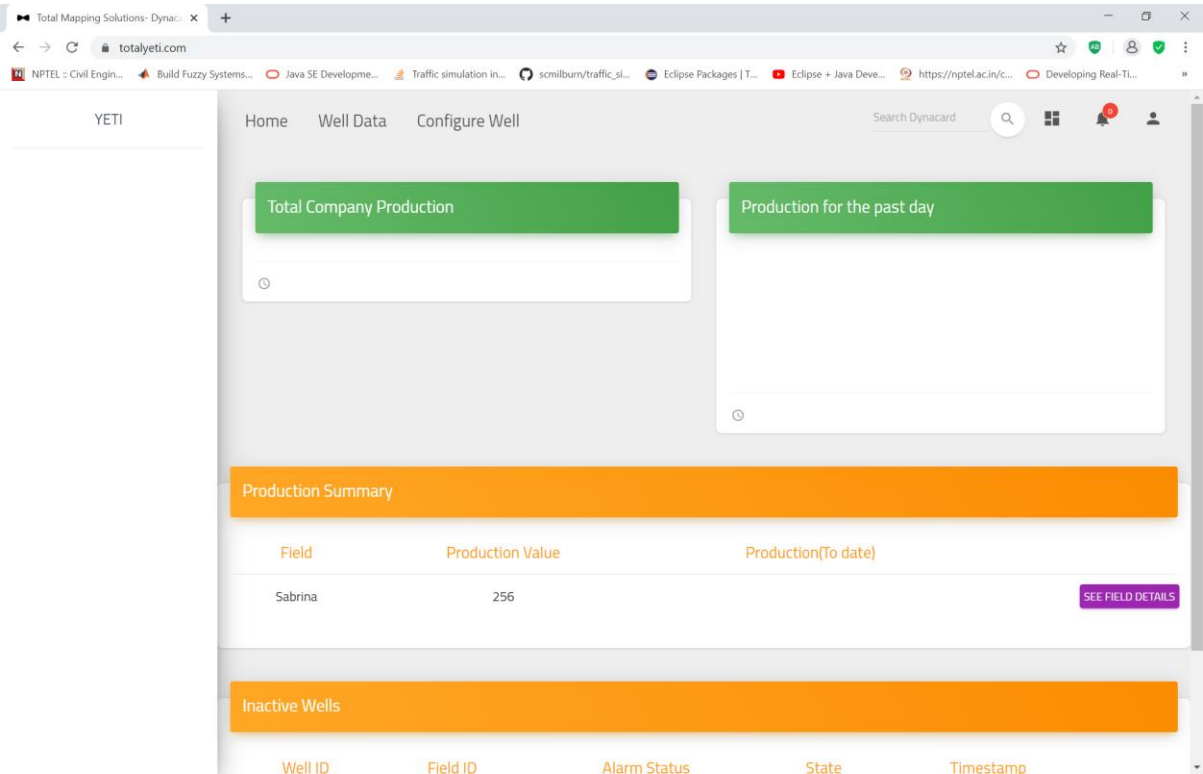 Total Mapping Solutions- Dynac
totalyeti.com
NPTEL :: Civil Engin... Build Fuzzy Systems... Java SE Developme... Traffic simulation in... scmilburn/traffic_si... Eclipse Packages | T... Eclipse + Java Deve... https://nptel.ac.in/c... Developing Real-Ti... »
YETI
Home Well Data Configure Well Search Dynacard 0
Total Company Production
Production for the past day
Production Summary
Field Production Value Production(To date)
Sabrina 256 SEE FIELD DETAILS
Inactive Wells
Well ID Field ID Alarm Status State Timestamp